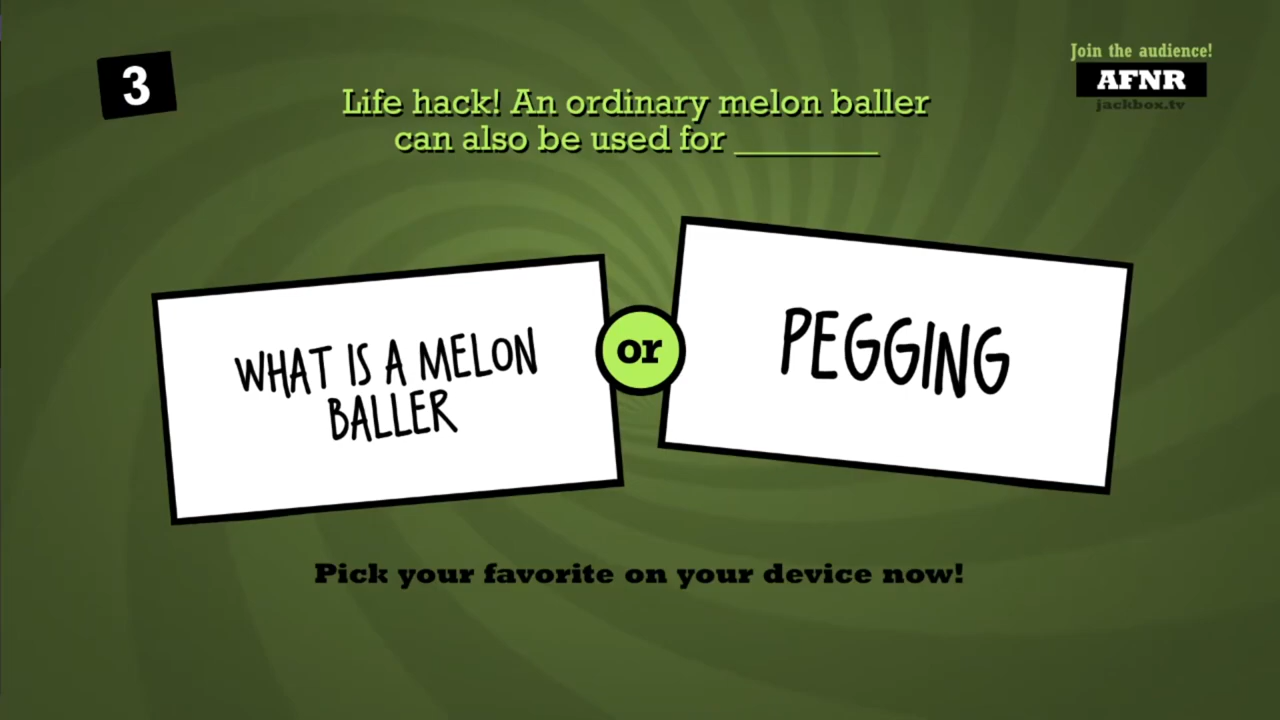 3
Join the audience!
AFNR
jackbox.tv
Life hack! An ordinary melon baller
can also be used for ________
WHAT IS A MELON
BALLER
or
PEGGING
Pick your favorite on your device now!